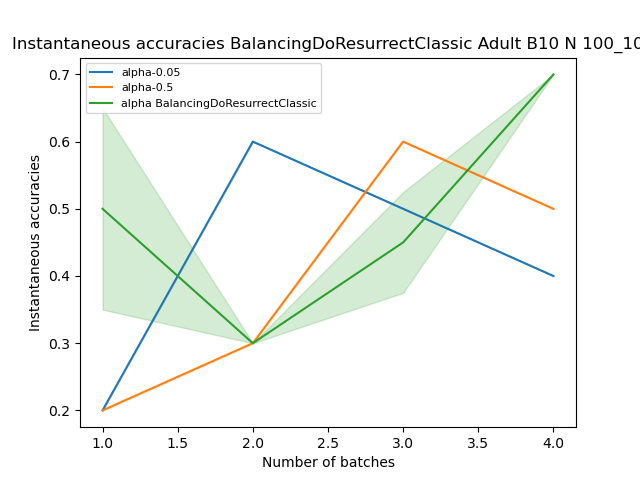 Instantaneous accuracies BalancingDoResurrectClassic Adult B10 N 100_10
alpha-0.05
alpha-0.5
alpha BalancingDoResurrectClassic
Instantaneous accuracies
0.7
0.6
0.5
0.4
0.3
0.2
1.0 1.5 2.0 2.5 3.0 3.5 4.0
Number of batches